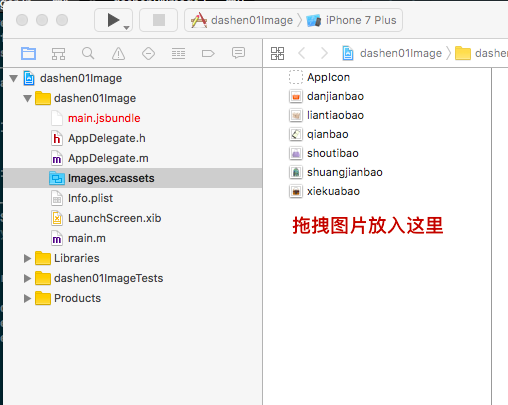 dashen01Image
iPhone 7 Plus
dashen01Image
dashen01Image
main.jsbundle
AppDelegate.h
AppDelegate.m
Images.xcassets
Info.plist
LaunchScreen.xib
main.m
Libraries
dashen01ImageTests
Products
dashen01Image
dashen
AppIcon
danjianbao
liantiaobao
qianbao
shoutibao
shuangjianbao
xiekuabao
拖拽图片放入这里